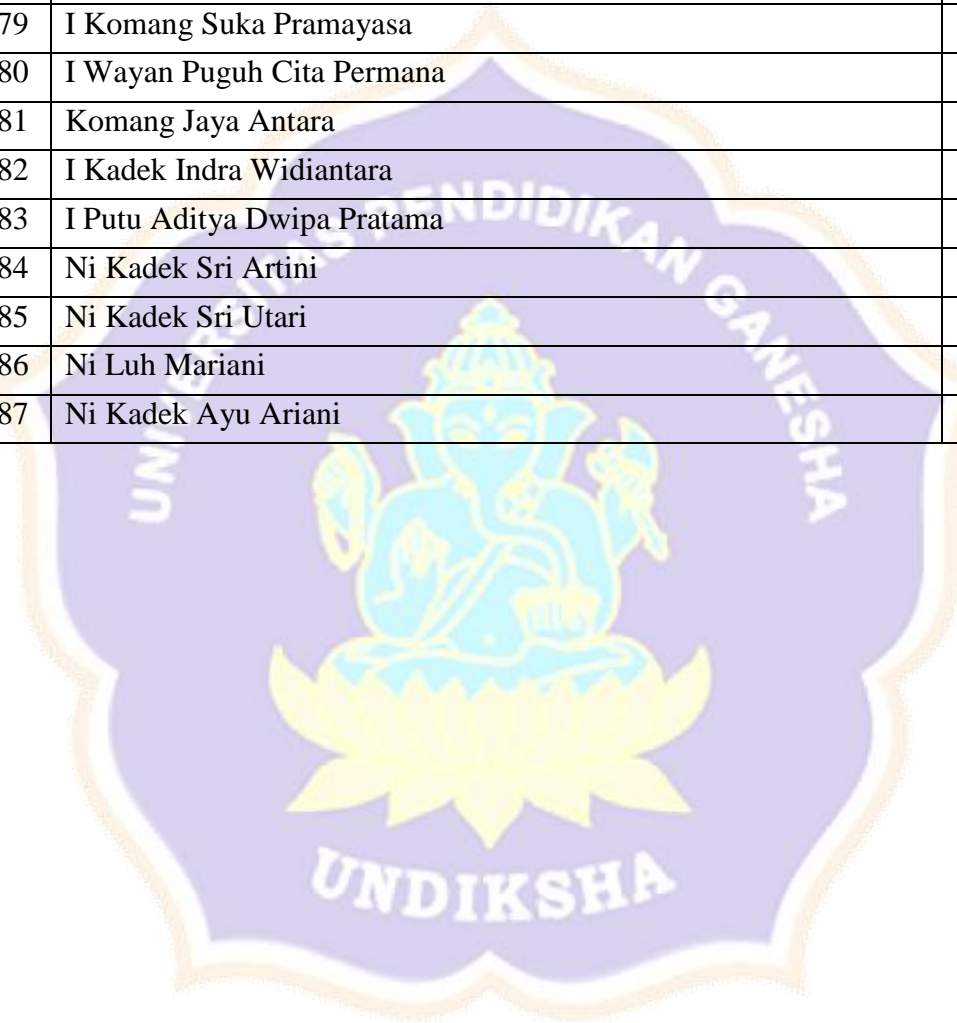 79 I Komang Suka Pramayasa
80 I Wayan Puguh Cita Permana
81 Komang Jaya Antara
82 I Kadek Indra Widiantara
83 I Putu Aditya Dwipa Pratama
84 Ni Kadek Sri Artini
85 Ni Kadek Sri Utari
86 Ni Luh Mariani
87 Ni Kadek Ayu Ariani
UNIVERSITAS PENDIDIKAN GANESHA
UNDIKSHA